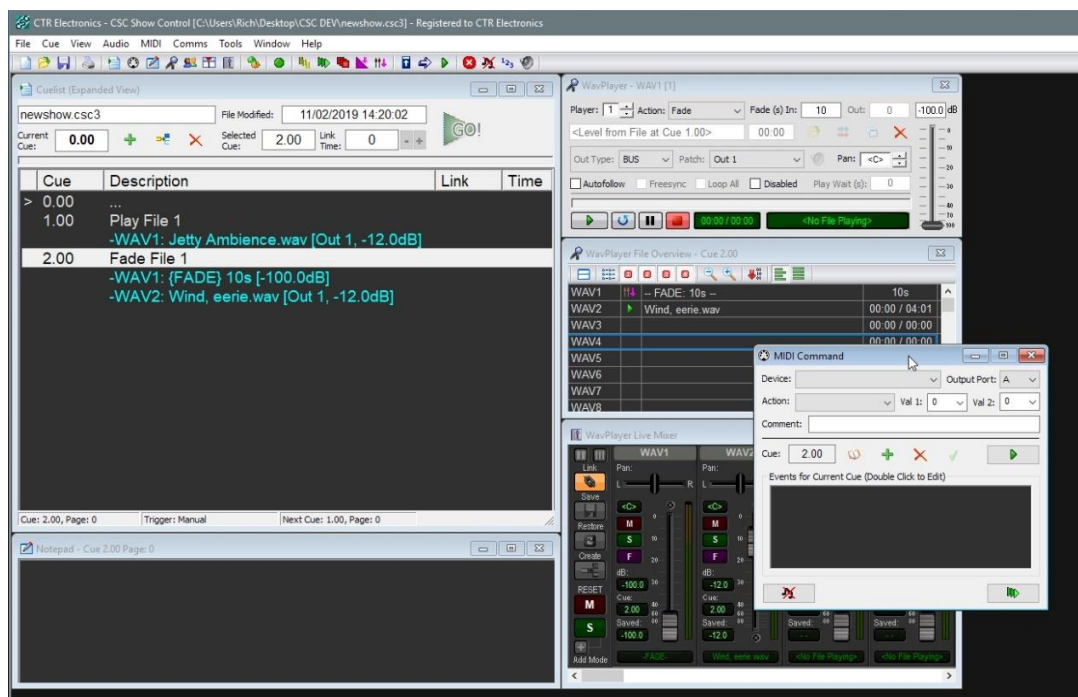 CTR Electronics - CSC Show Control [C:\Users\Rich\Desktop\CSC DEV\newshow.csc3] - Registered to CTR Electronics
File Cue View Audio MIDI Comms Tools Window Help
Cuelist (Expanded View)
newshow.csc3 File Modified: 11/02/2019 14:20:02
GO!
Current Cue: 0.00 Selected Cue: 2.00 Link Time: 0 - +
Cue Description Link Time
> 0.00 ...
1.00 Play File 1
-WAV1: Jetty Ambience.wav [Out 1, -12.0dB]
2.00 Fade File 1
-WAV1: {FADE} 10s [-100.0dB]
-WAV2: Wind, eerie.wav [Out 1, -12.0dB]
Cue: 2.00, Page: 0 Trigger: Manual Next Cue: 1.00, Page: 0
Notepad - Cue 2.00 Page: 0
WavPlayer - WAV1 [1]
Player: 1 Action: Fade Fade (s) In: 10 Out: 0 -100.0 dB
<Level from File at Cue 1.00> 00:00
Out Type: BUS Patch: Out 1 Pan: <C>
Autofollow Freesync Loop All Disabled Play Wait (s): 0
00:00 / 00:00 <No File Playing>
WavPlayer File Overview - Cue 2.00
WAV1 -- FADE: 10s -- 10s
WAV2 Wind, eerie.wav 00:00 / 04:01
WAV3 00:00 / 00:00
WAV4 00:00 / 00:00
WAV5
WAV6
WAV7
WAV8
MIDI Command
Device: Output Port: A
Action: Val 1: 0 Val 2: 0
Comment:
Cue: 2.00
Events for Current Cue (Double Click to Edit)
WavPlayer Live Mixer
WAV1 WAV2
Link Pan: Pan:
L R L
Save <C> <C>
Restore M M
S S
Create F F
dB: dB:
RESET -100.0 -12.0
M Cue: Cue:
2.00 2.00
S Saved: Saved: Saved: Saved:
-100.0 -12.0 -- --
Add Mode -FADE- Wind, eerie.wav <No File Playing> <No File Playing>